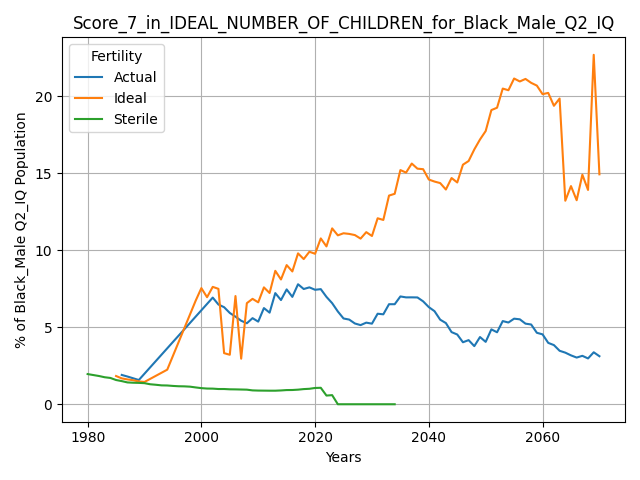 Score_7_in_IDEAL_NUMBER_OF_CHILDREN_for_Black_Male_Q2_IQ
Fertility
Actual
Ideal
Sterile
% of Black_Male Q2_IQ Population
20
15
10
5
0
1980 2000 2020 2040 2060
Years